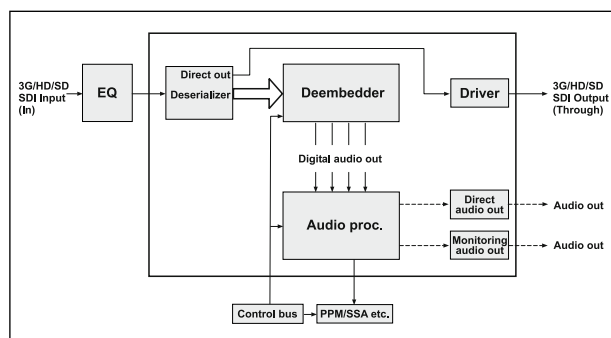 3G/HD/SD
SDI Input
(In)
EQ
Direct out
Deserializer
Deembedder
Driver
3G/HD/SD
SDI Output
(Through)
Digital audio out
Audio proc.
Direct
audio out
Audio out
Monitoring
audio out
Audio out
Control bus
PPM/SSA etc.